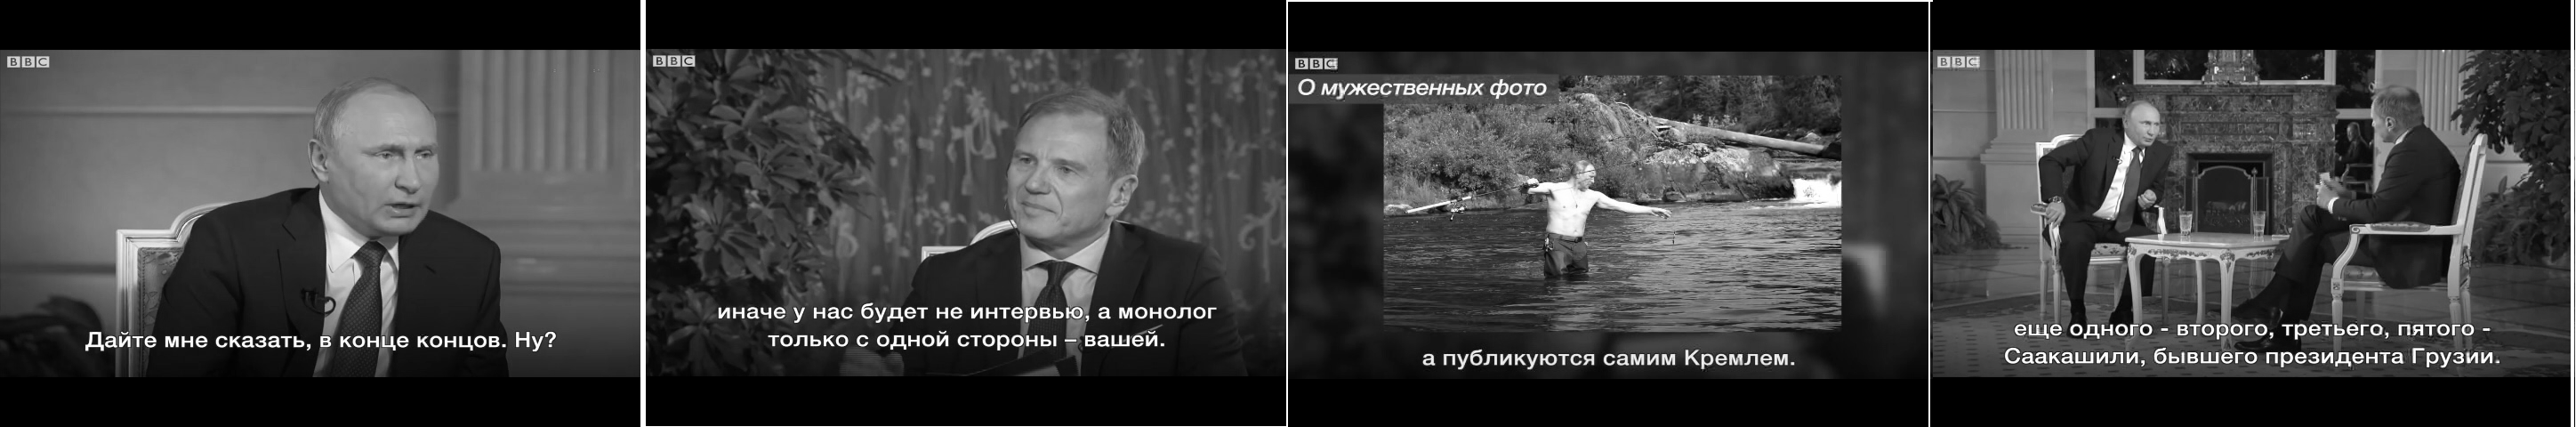 BBC
Дайте мне сказать, в конце концов. Ну?
BBC
иначе у нас будет не интервью, а монолог
только с одной стороны – вашей.
BBC
О мужественных фото
а публикуются самим Кремлем.
BBC
еще одного - второго, третьего, пятого -
Саакашили, бывшего президента Грузии.